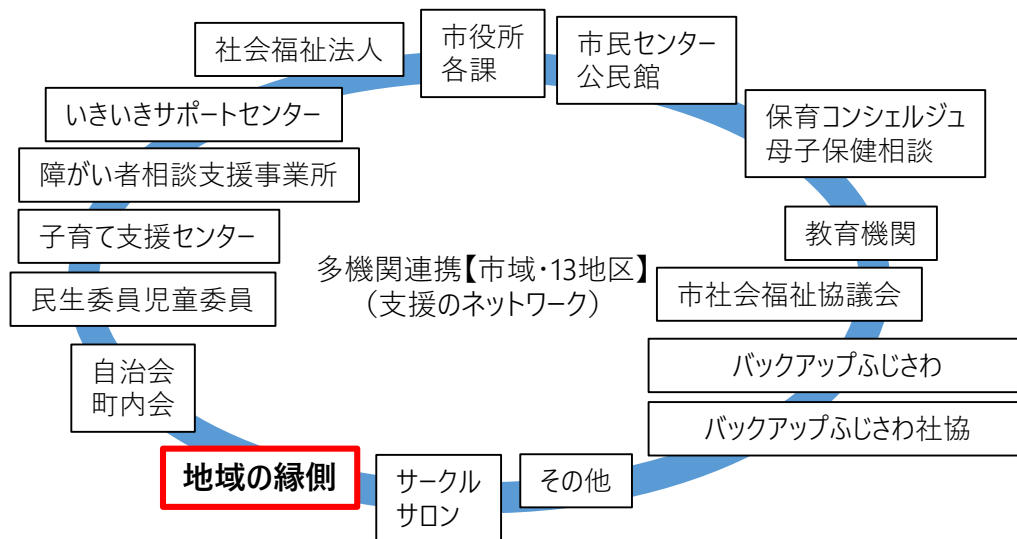 社会福祉法人
市役所
各課
市民センター
公民館
いきいきサポートセンター
保育コンシェルジュ
母子保健相談
障がい者相談支援事業所
子育て支援センター
教育機関
多機関連携【市域・13地区】
（支援のネットワーク）
民生委員児童委員
市社会福祉協議会
自治会
町内会
バックアップふじさわ
バックアップふじさわ社協
地域の縁側
サークル
サロン
その他